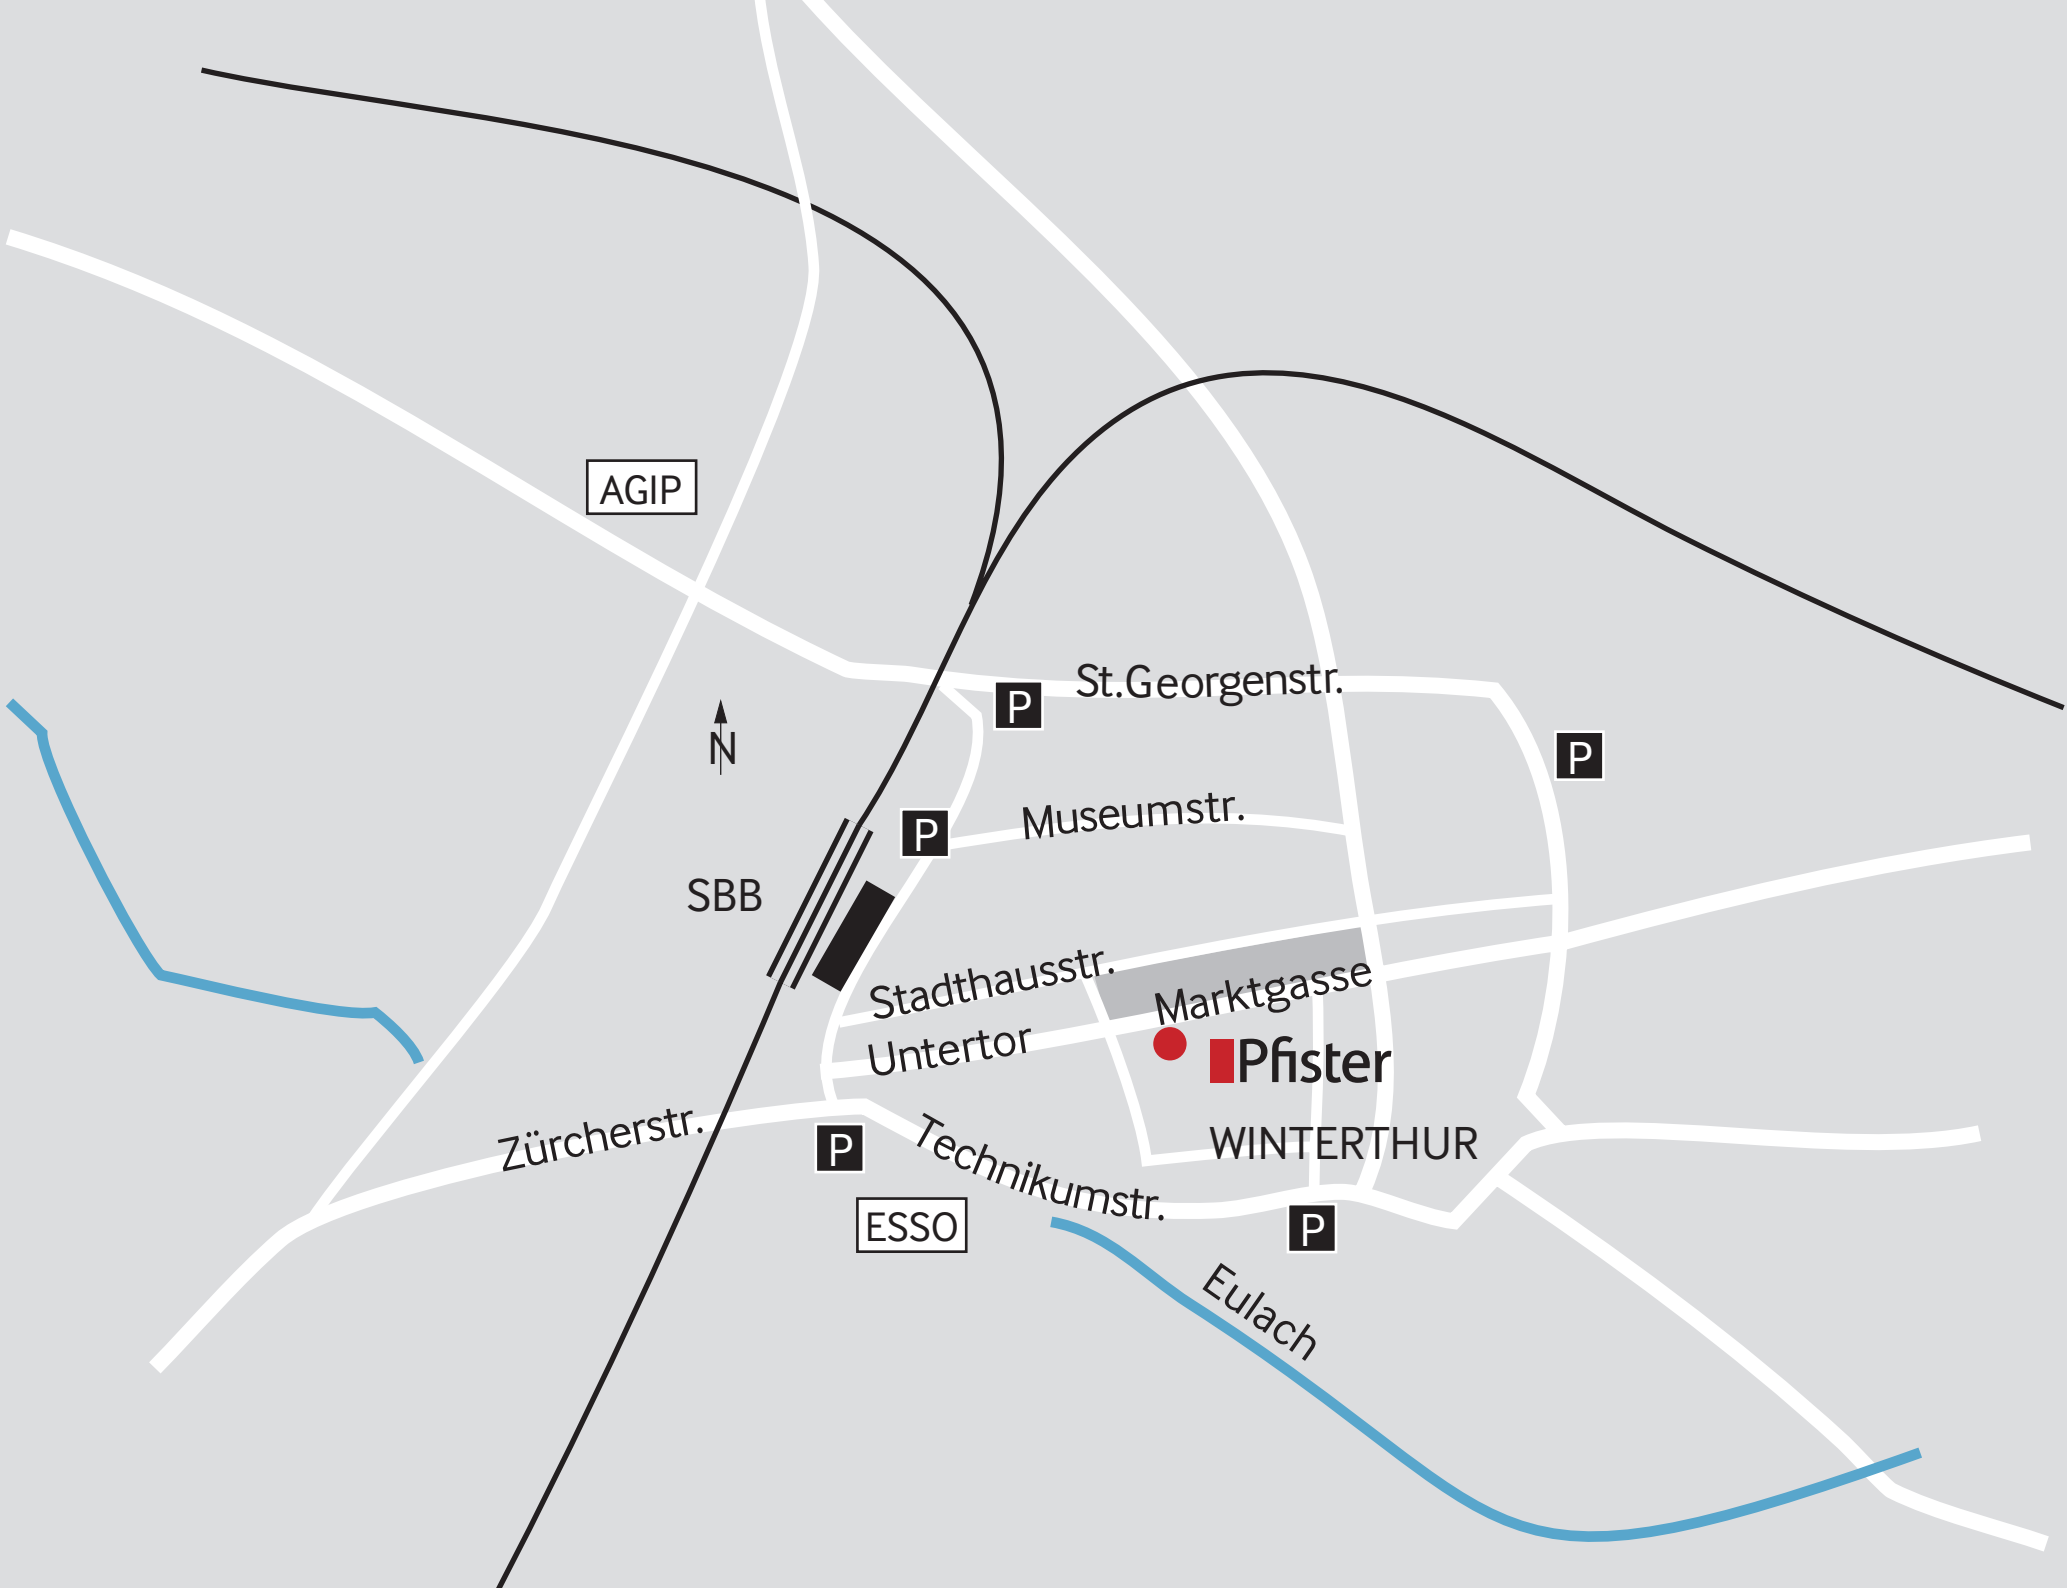 AGIP
St.Georgenstr.
P
N
P
Museumstr.
P
SBB
Stadthausstr.
Marktgasse
Untertor
Pfister
Zürcherstr.
P
Technikumstr.
WINTERTHUR
ESSO
P
Eulach